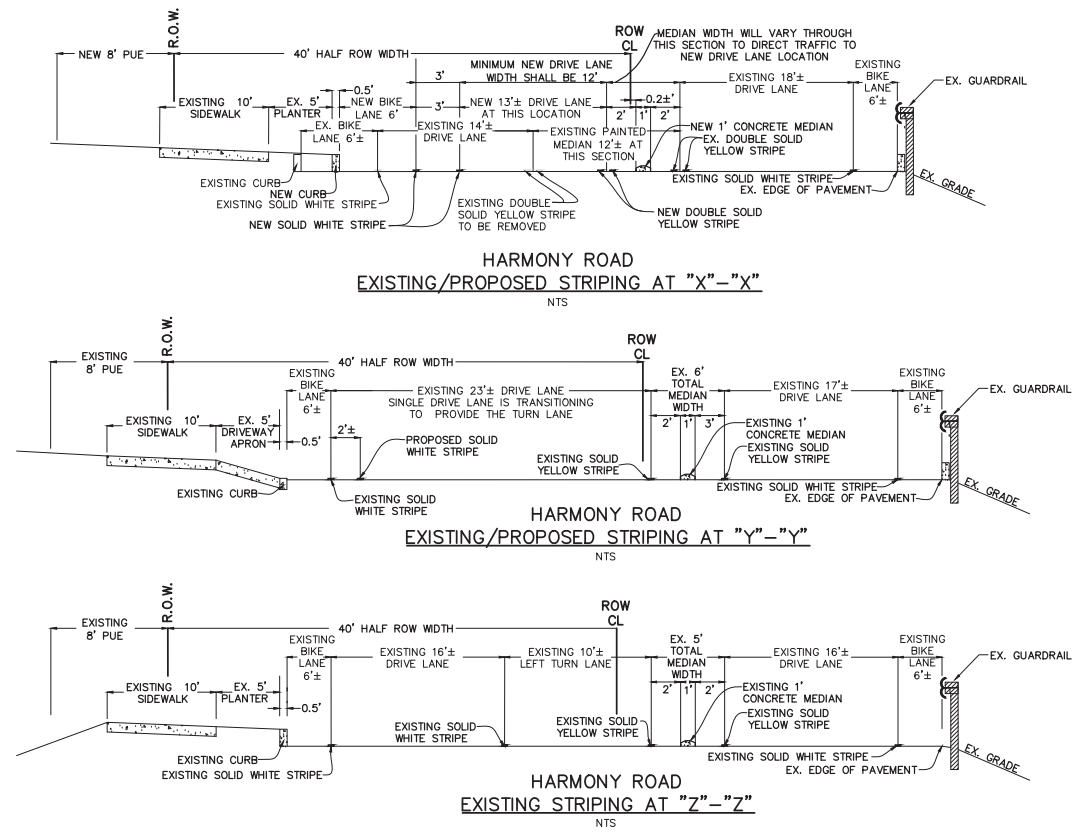 R.O.W.
ROW
CL
NEW 8' PUE
40' HALF ROW WIDTH
MEDIAN WIDTH WILL VARY THROUGH
THIS SECTION TO DIRECT TRAFFIC TO
NEW DRIVE LANE LOCATION
MINIMUM NEW DRIVE LANE
WIDTH SHALL BE 12'
3'
EXISTING 18'±
DRIVE LANE
EXISTING
BIKE
LANE
6'±
EX. GUARDRAIL
0.5'
0.2±'
EXISTING 10'
SIDEWALK
EX. 5'
PLANTER
NEW BIKE
LANE 6'
3'
NEW 13'± DRIVE LANE
AT THIS LOCATION
2'
1'
2'
EX. BIKE
LANE 6'±
EXISTING 14'±
DRIVE LANE
EXISTING PAINTED
MEDIAN 12'± AT
THIS SECTION
NEW 1' CONCRETE MEDIAN
EX. DOUBLE SOLID
YELLOW STRIPE
EXISTING CURB
NEW CURB
EXISTING SOLID WHITE STRIPE
NEW SOLID WHITE STRIPE
EXISTING DOUBLE
SOLID YELLOW STRIPE
TO BE REMOVED
NEW DOUBLE SOLID
YELLOW STRIPE
EXISTING SOLID WHITE STRIPE
EX. EDGE OF PAVEMENT
EX. GRADE
HARMONY ROAD
EXISTING/PROPOSED STRIPING AT "X"-"X"
NTS
R.O.W.
ROW
CL
EXISTING
8' PUE
40' HALF ROW WIDTH
EXISTING
BIKE
LANE
6'±
EXISTING 23'± DRIVE LANE
SINGLE DRIVE LANE IS TRANSITIONING
TO PROVIDE THE TURN LANE
EX. 6'
TOTAL
MEDIAN
WIDTH
EXISTING 17'±
DRIVE LANE
EXISTING
BIKE
LANE
6'±
EX. GUARDRAIL
EXISTING 10'
SIDEWALK
EX. 5'
DRIVEWAY
APRON
0.5'
2'±
PROPOSED SOLID
WHITE STRIPE
2'
1'
3'
EXISTING 1'
CONCRETE MEDIAN
EXISTING SOLID
YELLOW STRIPE
EXISTING SOLID
YELLOW STRIPE
EXISTING CURB
EXISTING SOLID
WHITE STRIPE
EXISTING SOLID WHITE STRIPE
EX. EDGE OF PAVEMENT
EX. GRADE
HARMONY ROAD
EXISTING/PROPOSED STRIPING AT "Y"-"Y"
NTS
R.O.W.
ROW
CL
EXISTING
8' PUE
40' HALF ROW WIDTH
EXISTING
BIKE
LANE
6'±
EXISTING 16'±
DRIVE LANE
EXISTING 10'±
LEFT TURN LANE
EX. 5'
TOTAL
MEDIAN
WIDTH
EXISTING 16'±
DRIVE LANE
EXISTING
BIKE
LANE
6'±
EX. GUARDRAIL
EXISTING 10'
SIDEWALK
EX. 5'
PLANTER
0.5'
2'
1'
2'
EXISTING 1'
CONCRETE MEDIAN
EXISTING SOLID
WHITE STRIPE
EXISTING SOLID
YELLOW STRIPE
EXISTING SOLID
YELLOW STRIPE
EXISTING CURB
EXISTING SOLID WHITE STRIPE
EXISTING SOLID WHITE STRIPE
EX. EDGE OF PAVEMENT
EX. GRADE
HARMONY ROAD
EXISTING STRIPING AT "Z"-"Z"
NTS